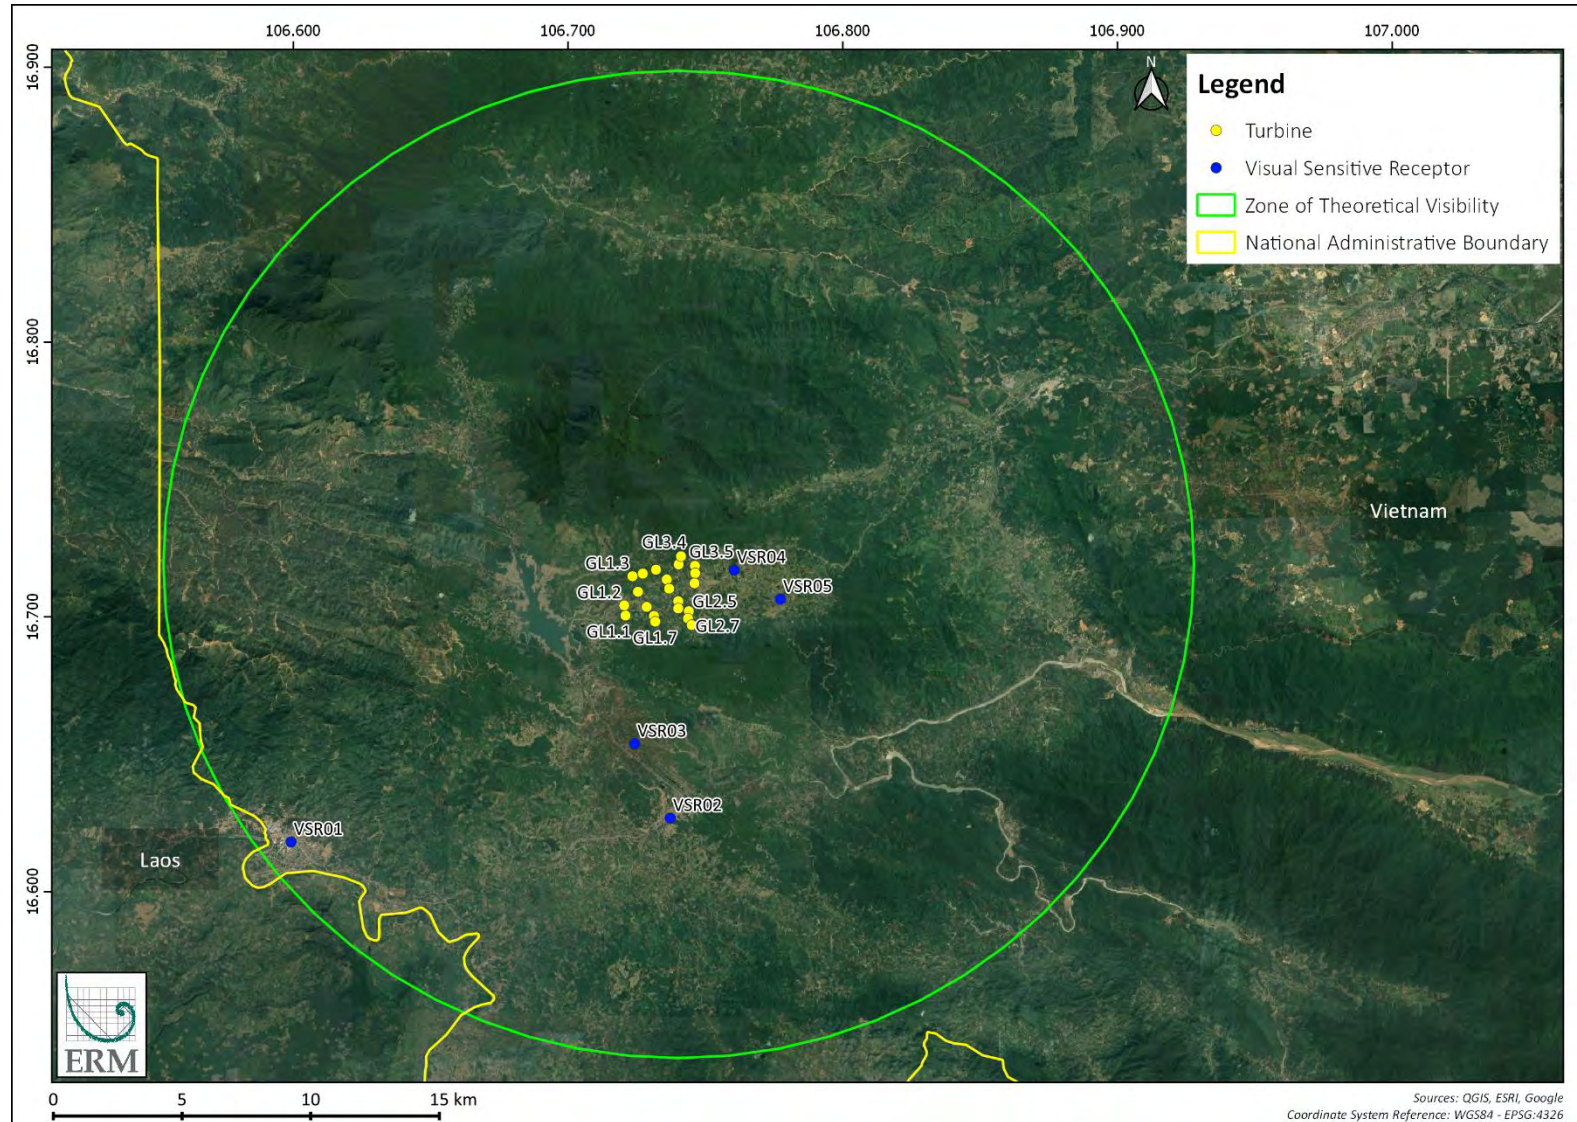 106.600 106.700 106.800 106.900 107.000
16.900
16.800
16.700
16.600
N
Legend
Turbine
Visual Sensitive Receptor
Zone of Theoretical Visibility
National Administrative Boundary
Vietnam
GL3.4
GL1.3
GL3.5
VSR04
GL1.2
VSR05
GL2.5
GL1.1
GL1.7
GL2.7
VSR03
VSR02
VSR01
Laos
ERM
0 5 10 15 km
Sources: QGIS, ESRI, Google
Coordinate System Reference: WGS84 - EPSG:4326